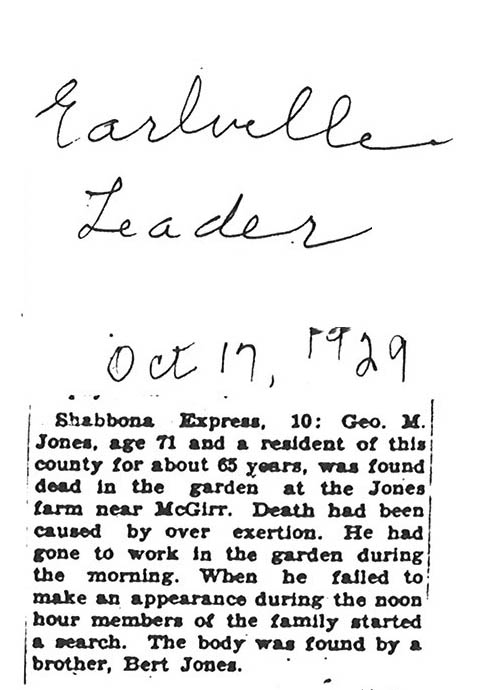 Earlville
Leader
Oct 17, 1929
Shabbona Express, 10: Geo. M.
Jones, age 71 and a resident of this
county for about 65 years, was found
dead in the garden at the Jones
farm near McGirr. Death had been
caused by over exertion. He had
gone to work in the garden during
the morning. When he failed to
make an appearance during the noon
hour members of the family started
a search. The body was found by a
brother, Bert Jones.